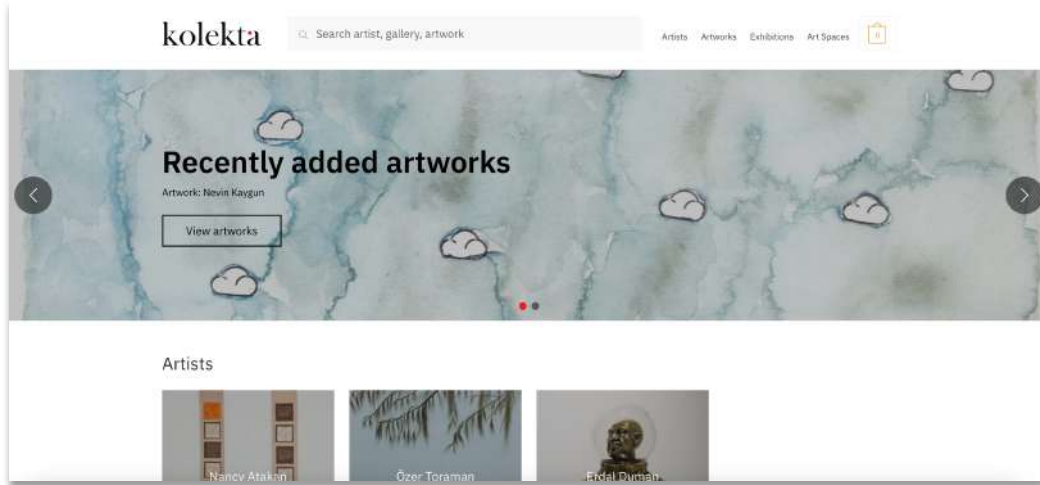 kolekta
Search artist, gallery, artwork
Artists Artworks Exhibitions Art Spaces 0
Recently added artworks
Artwork: Nevin Kaygun
View artworks
Artists
Nancy Atakan Özer Toraman Erdal Duman